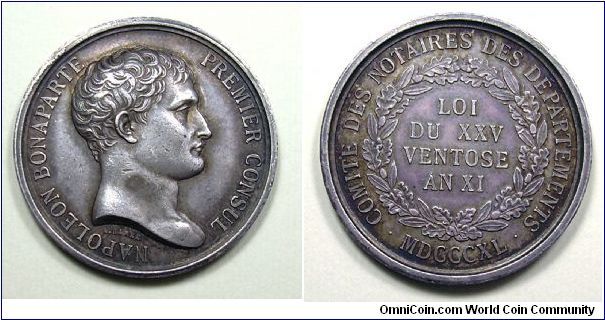 NAPOLEON BONAPARTE PREMIER CONSUL
COMITE DES NOTAIRES DES DEPARTEMENTS
LOI
DU XXV
VENTOSE
AN XI
· MDCCCXL ·
OmniCoin.com World Coin Community